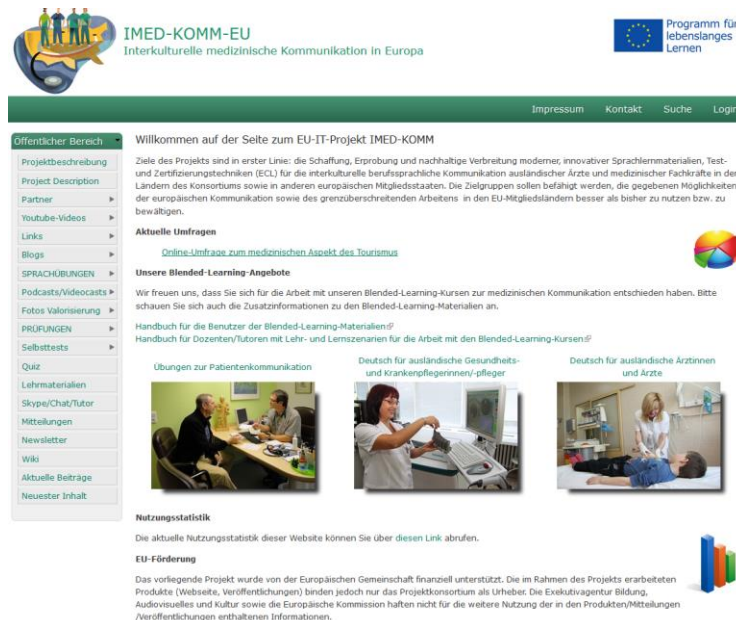 IMED-KOMM-EU
Interkulturelle medizinische Kommunikation in Europa
Programm für
lebenslanges
Lernen
Impressum Kontakt Suche Login
Öffentlicher Bereich
Projektbeschreibung
Project Description
Partner
Youtube-Videos
Links
Blogs
SPRACHÜBUNGEN
Podcasts/Videocasts
Fotos Valorisierung
PRÜFUNGEN
Selbsttests
Quiz
Lehrmaterialien
Skype/Chat/Tutor
Mitteilungen
Newsletter
Wiki
Aktuelle Beiträge
Neuester Inhalt
Willkommen auf der Seite zum EU-IT-Projekt IMED-KOMM
Ziele des Projekts sind in erster Linie: die Schaffung, Erprobung und nachhaltige Verbreitung moderner, innovativer Sprachlernmaterialien, Test-
und Zertifizierungstechniken (ECL) für die interkulturelle berufssprachliche Kommunikation ausländischer Ärzte und medizinischer Fachkräfte in den
Ländern des Konsortiums sowie in anderen europäischen Mitgliedsstaaten. Die Zielgruppen sollen befähigt werden, die gegebenen Möglichkeiten
der europäischen Kommunikation sowie des grenzüberschreitenden Arbeitens in den EU-Mitgliedsländern besser als bisher zu nutzen bzw. zu
bewältigen.
Aktuelle Umfragen
Online-Umfrage zum medizinischen Aspekt des Tourismus
Unsere Blended-Learning-Angebote
Wir freuen uns, dass Sie sich für die Arbeit mit unseren Blended-Learning-Kursen zur medizinischen Kommunikation entschieden haben. Bitte
schauen Sie sich auch die Zusatzinformationen zu den Blended-Learning-Materialien an.
Handbuch für die Benutzer der Blended-Learning-Materialien
Handbuch für Dozenten/Tutoren mit Lehr- und Lernszenarien für die Arbeit mit den Blended-Learning-Kursen
Übungen zur Patientenkommunikation
Deutsch für ausländische Gesundheits-
und Krankenpflegerinnen/-pfleger
Deutsch für ausländische Ärztinnen
und Ärzte
Nutzungsstatistik
Die aktuelle Nutzungsstatistik dieser Website können Sie über diesen Link abrufen.
EU-Förderung
Das vorliegende Projekt wurde von der Europäischen Gemeinschaft finanziell unterstützt. Die im Rahmen des Projekts erarbeiteten
Produkte (Webseite, Veröffentlichungen) binden jedoch nur das Projektkonsortium als Urheber. Die Exekutivagentur Bildung,
Audiovisuelles und Kultur sowie die Europäische Kommission haften nicht für die weitere Nutzung der in den Produkten/Mitteilungen
/Veröffentlichungen enthaltenen Informationen.